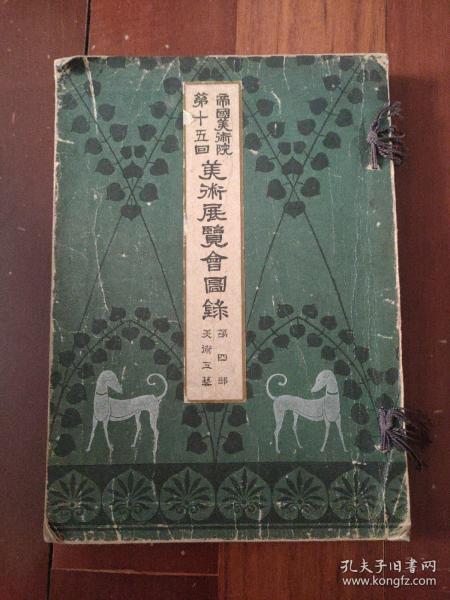 帝國美術院
第十五回
美術展覽會圖錄
第四部
美術工藝
孔夫子旧书网
www.kongfz.com